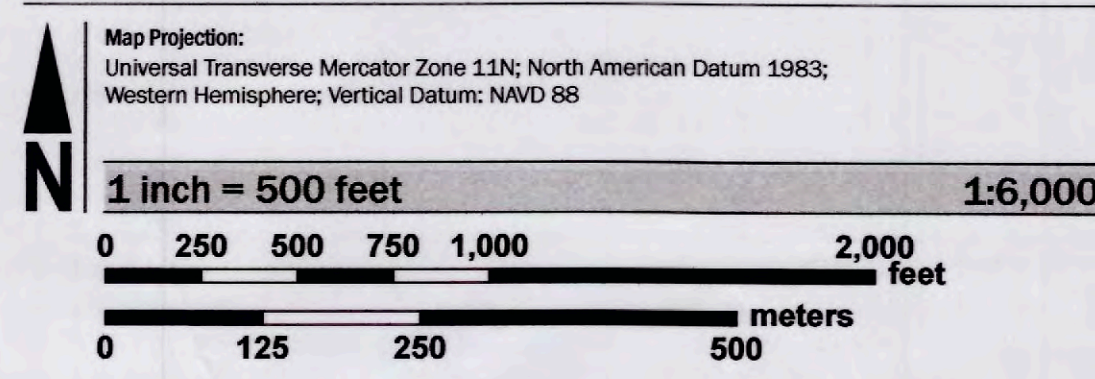 Map Projection:
Universal Transverse Mercator Zone 11N; North American Datum 1983;
Western Hemisphere; Vertical Datum: NAVD 88
N
1 inch = 500 feet 1:6,000
0 250 500 750 1,000 2,000
feet
meters
0 125 250 500